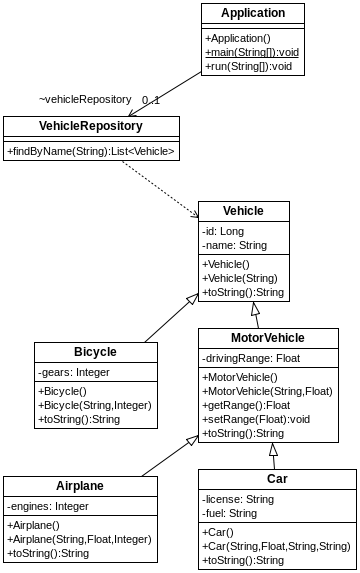 Application
+Application()
+main(String[]):void
+run(String[]):void
~vehicleRepository
0..1
VehicleRepository
+findByName(String):List<Vehicle>
Vehicle
-id: Long
-name: String
+Vehicle()
+Vehicle(String)
+toString():String
Bicycle
-gears: Integer
+Bicycle()
+Bicycle(String,Integer)
+toString():String
MotorVehicle
-drivingRange: Float
+MotorVehicle()
+MotorVehicle(String,Float)
+getRange():Float
+setRange(Float):void
+toString():String
Airplane
-engines: Integer
+Airplane()
+Airplane(String,Float,Integer)
+toString():String
Car
-license: String
-fuel: String
+Car()
+Car(String,Float,String,String)
+toString():String